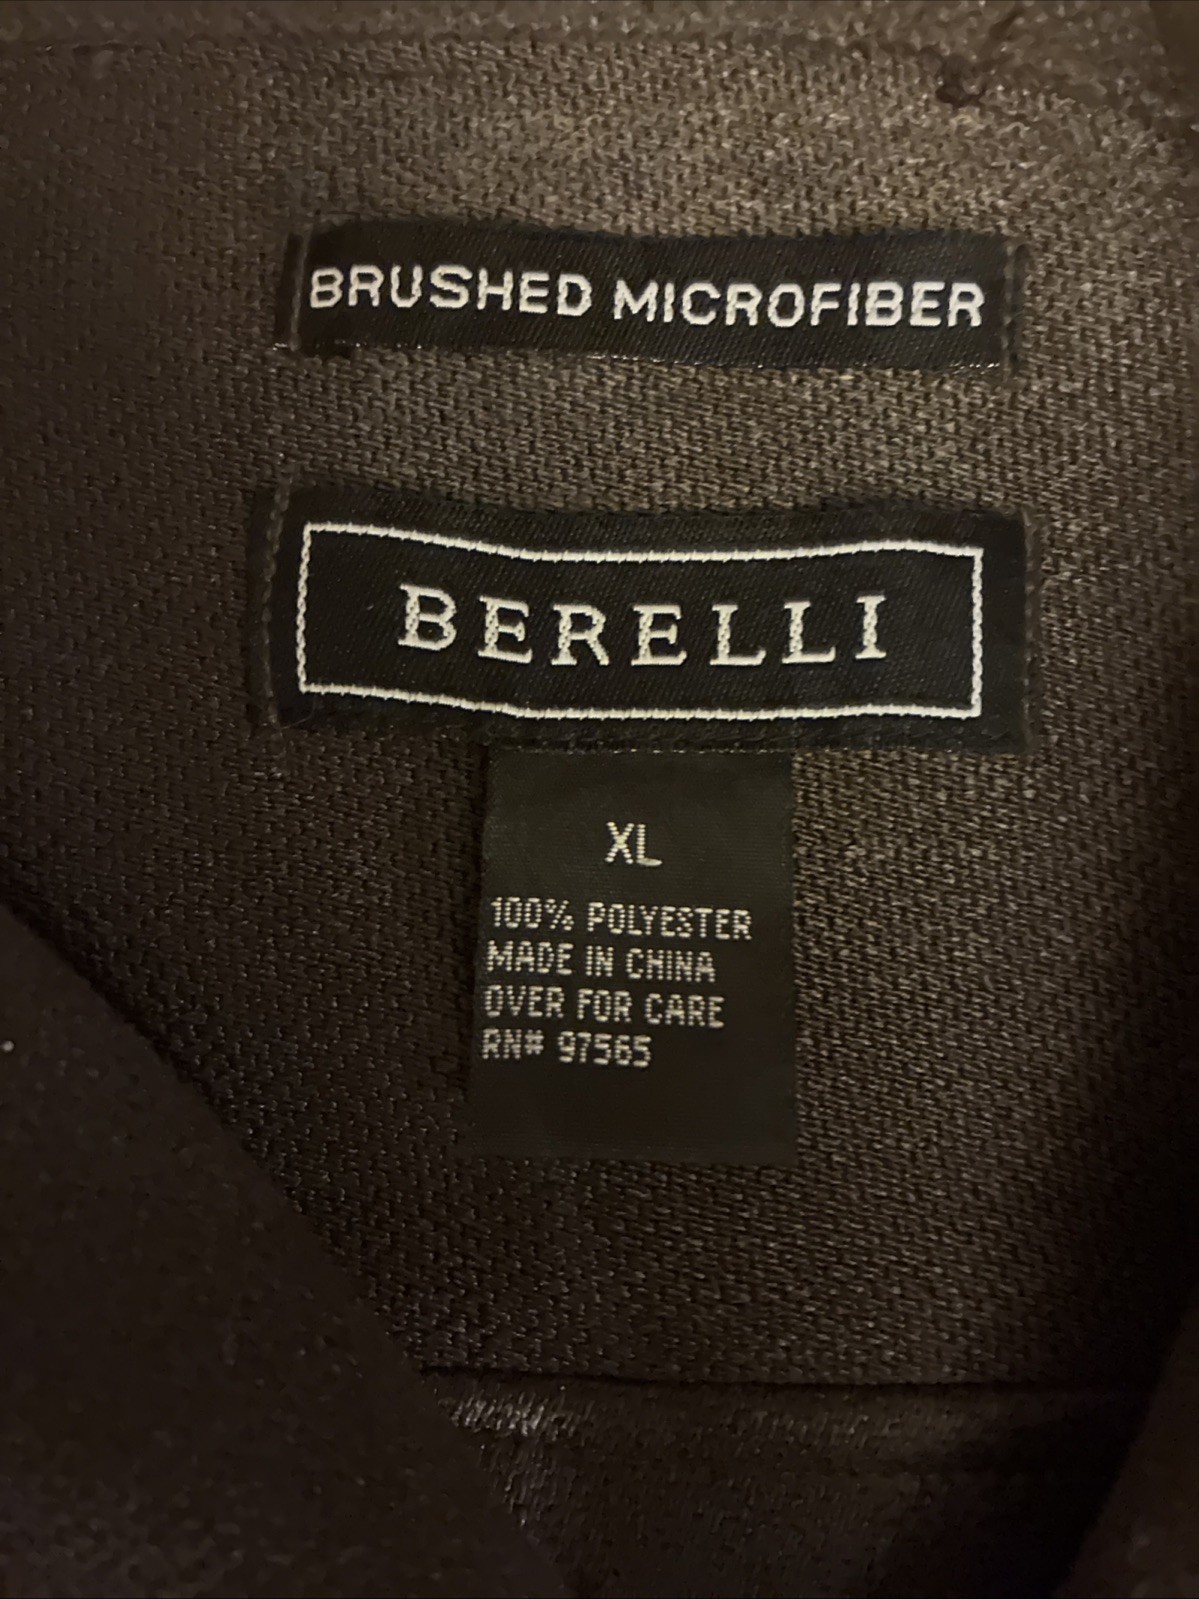 BRUSHED MICROFIBER
BERELLI
XL
100% POLYESTER
MADE IN CHINA
OVER FOR CARE
RN# 97565